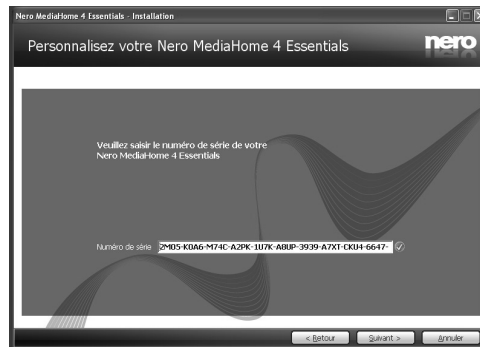 Nero MediaHome 4 Essentials - Installation
Personnalisez votre Nero MediaHome 4 Essentials
nero
Veuillez saisir le numéro de série de votre
Nero MediaHome 4 Essentials
Numéro de série 2M05-K0A6-M74C-A2PK-1U7K-A8UP-3939-A7XT-CKU4-6647-
< Retour Suivant > Annuler